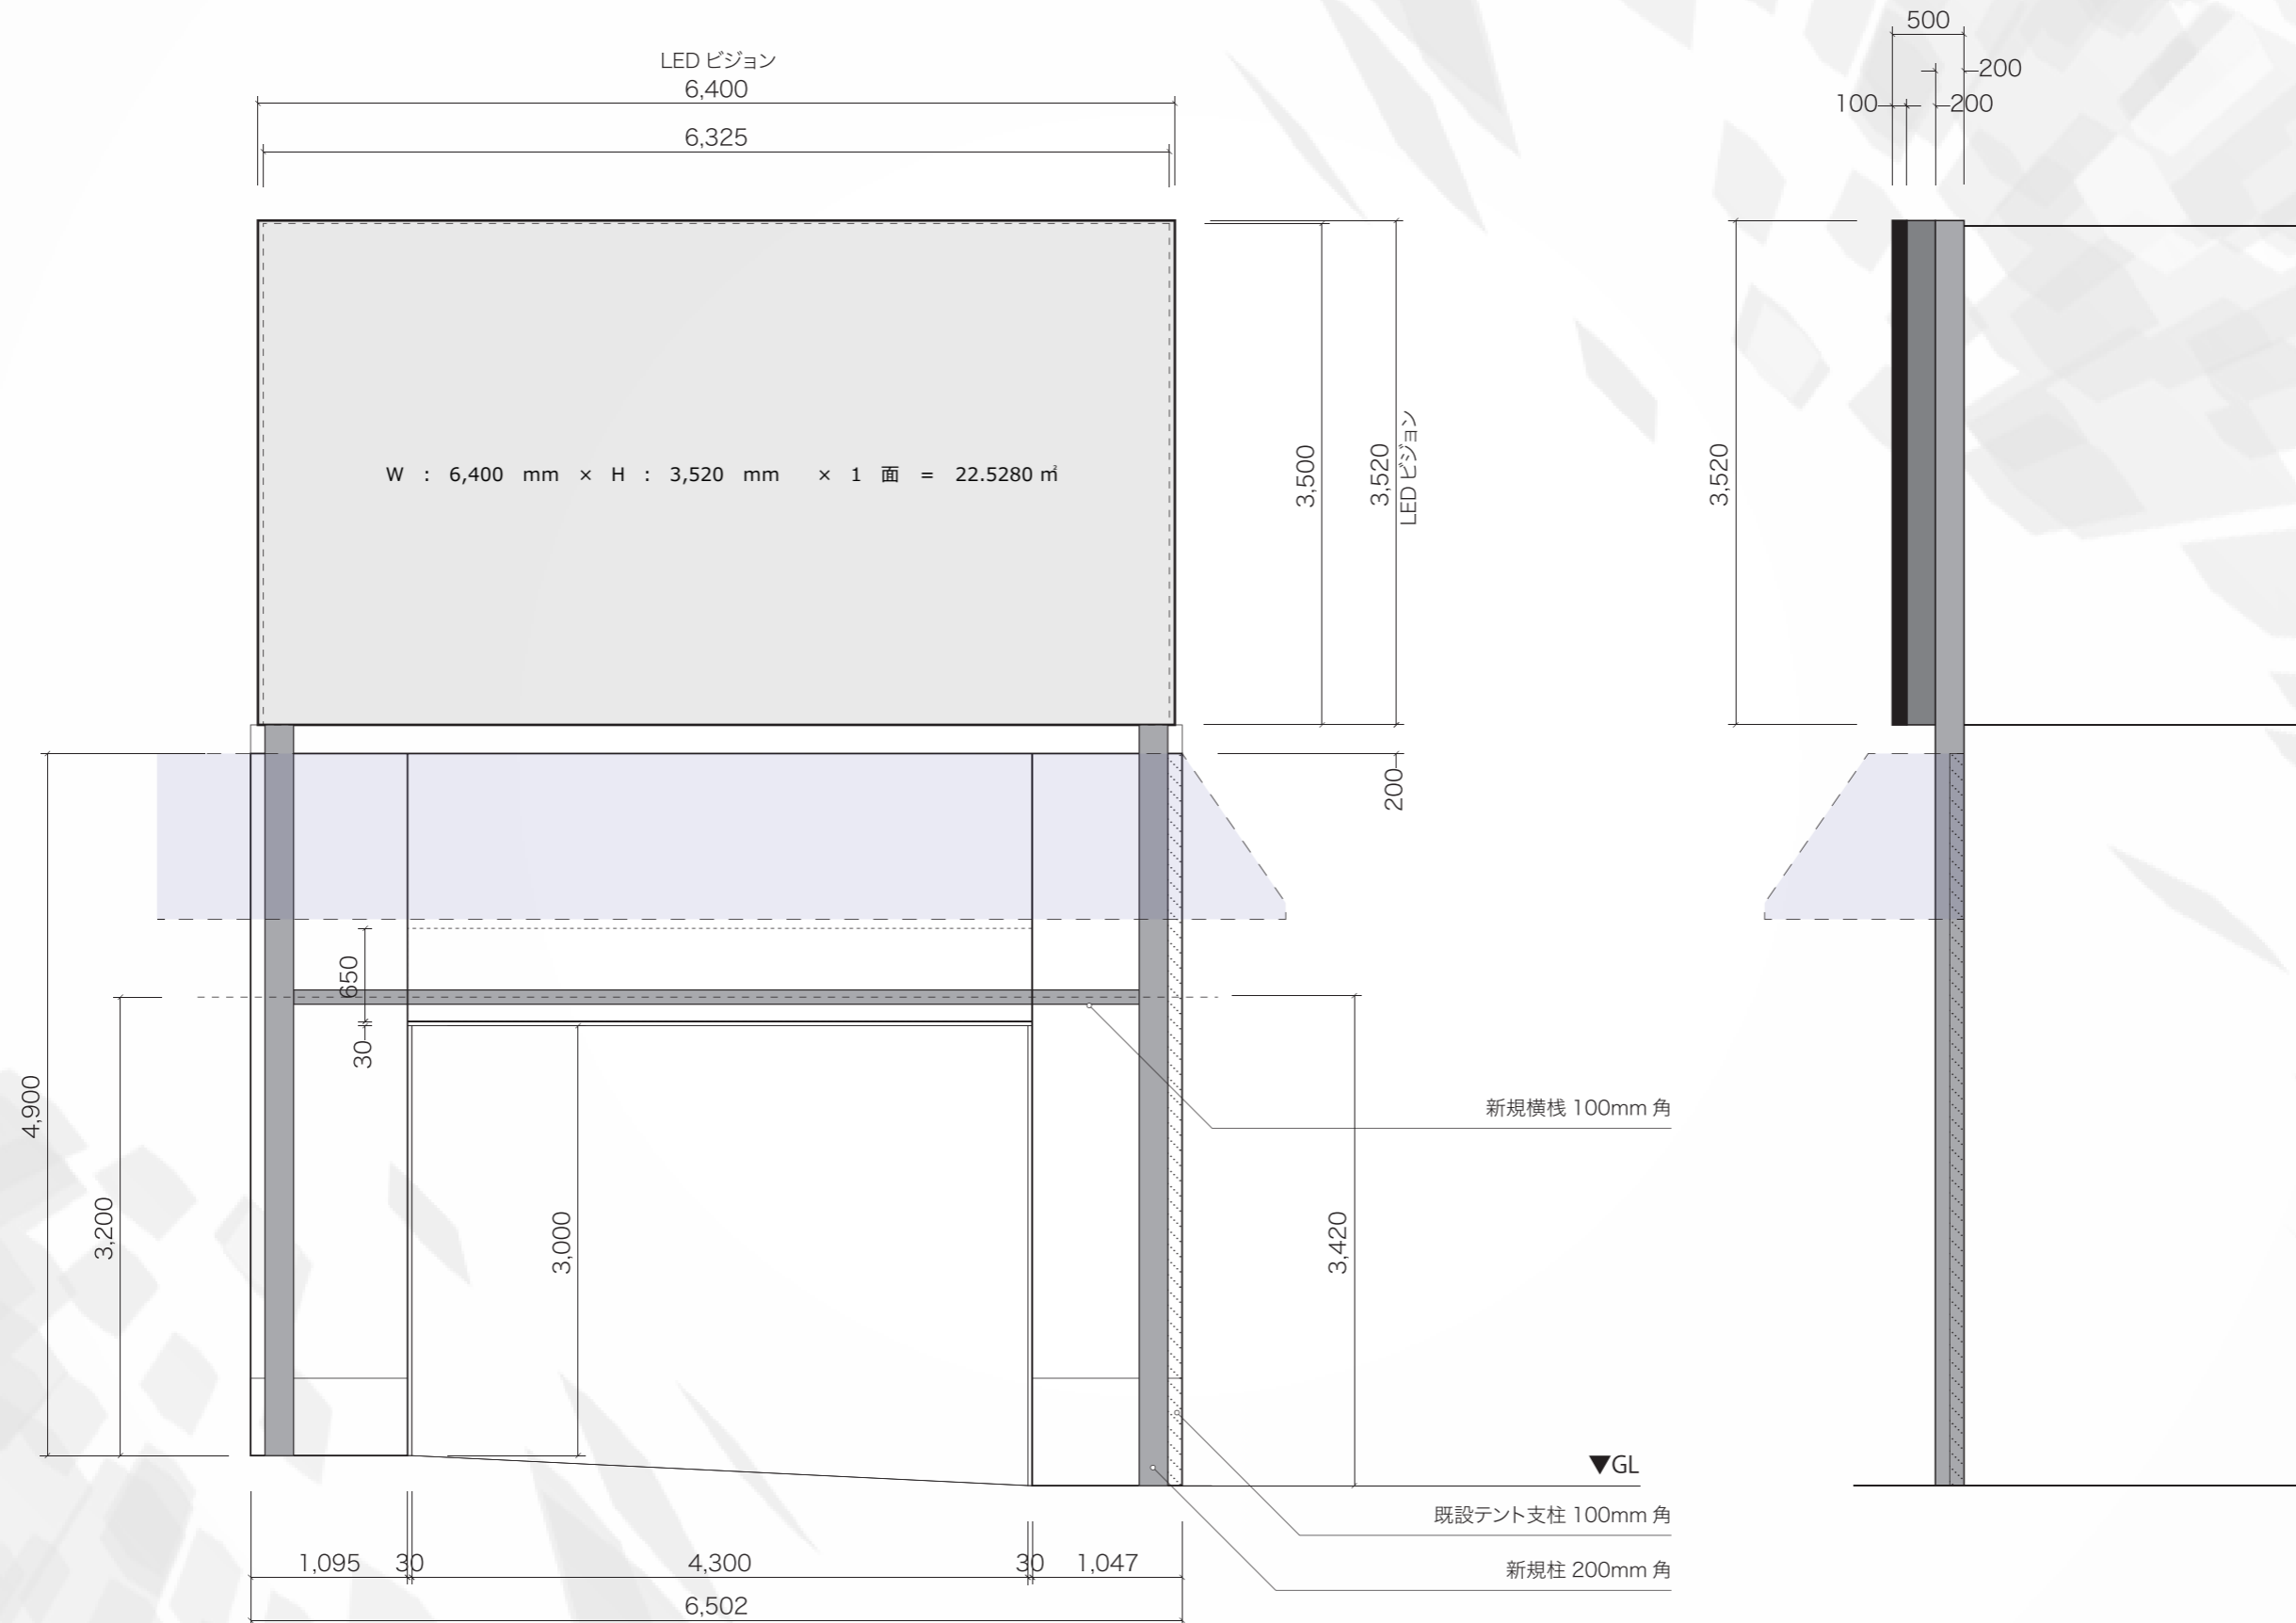 LED ビジョン
6,400
6,325
500
200
100
200
W : 6,400 mm × H : 3,520 mm × 1 面 = 22.5280 ㎡
3,500
3,520
LED ビジョン
3,520
200
650
30
4,900
3,200
3,000
3,420
新規横桟 100mm 角
▼GL
既設テント支柱 100mm 角
新規柱 200mm 角
1,095 30 4,300 30 1,047
6,502